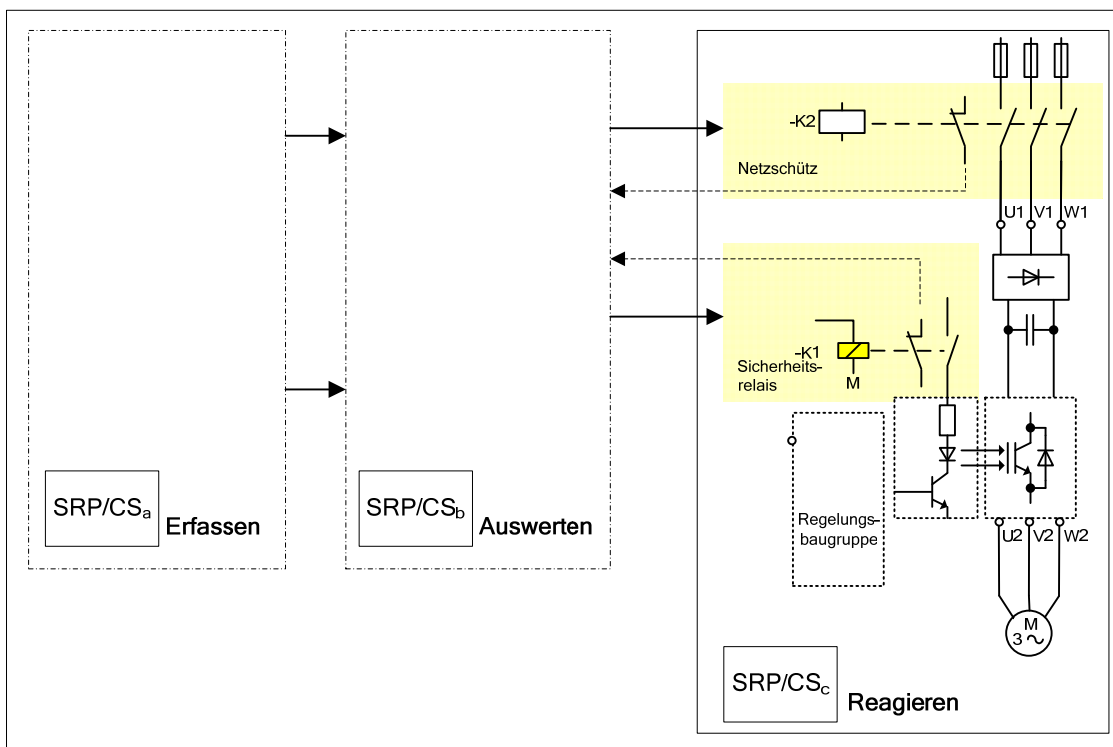 -K2
Netzschütz
U1 V1 W1
-K1
M
Sicherheits-
relais
Regelungs-
baugruppe
U2 V2 W2
M
3
SRP/CSa Erfassen
SRP/CSb Auswerten
SRP/CSc Reagieren